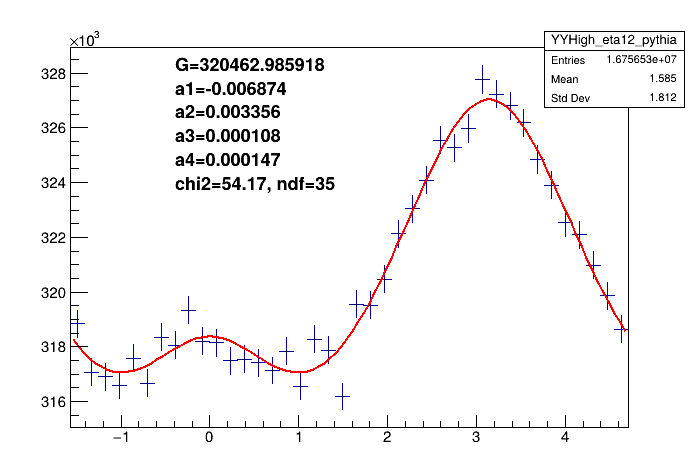 ×10³
YYHigh_eta12_pythia
Entries 1.675653e+07
Mean 1.585
Std Dev 1.812
G=320462.985918
a1=-0.006874
a2=0.003356
a3=0.000108
a4=0.000147
chi2=54.17, ndf=35
328
326
324
322
320
318
316
−1 0 1 2 3 4